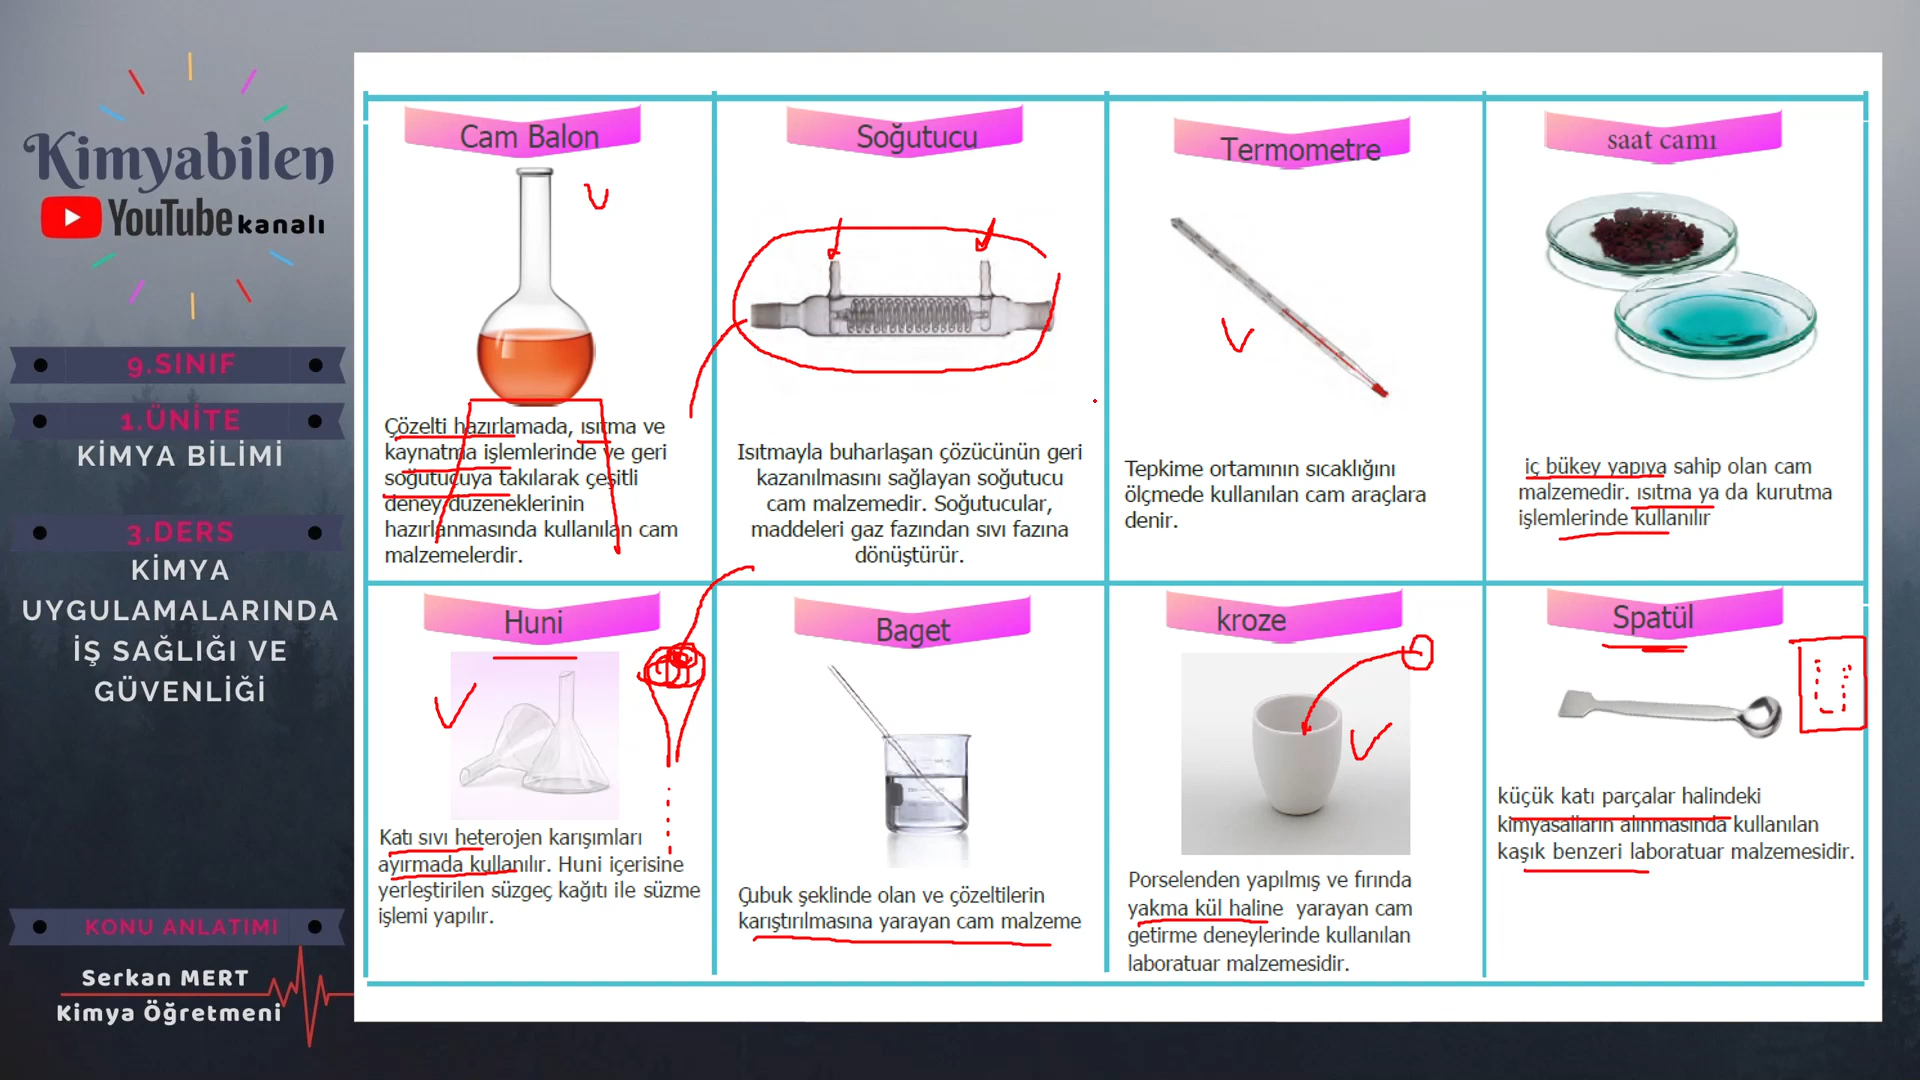 Kimyabilen
YouTube kanalı
9.SINIF
1.ÜNİTE
KİMYA BİLİMİ
3.DERS
KİMYA
UYGULAMALARINDA
İŞ SAĞLIĞI VE
GÜVENLİĞİ
KONU ANLATIMI
Serkan MERT
Kimya Öğretmeni
Cam Balon
Çözelti hazırlamada, ısıtma ve
kaynatma işlemlerinde ve geri
soğutucuya takılarak çeşitli
deney düzeneklerinin
hazırlanmasında kullanılan cam
malzemelerdir.
Soğutucu
Isıtmayla buharlaşan çözücünün geri
kazanılmasını sağlayan soğutucu
cam malzemedir. Soğutucular,
maddeleri gaz fazından sıvı fazına
dönüştürür.
Termometre
Tepkime ortamının sıcaklığını
ölçmede kullanılan cam araçlara
denir.
saat camı
iç bükey yapıya sahip olan cam
malzemedir. ısıtma ya da kurutma
işlemlerinde kullanılır
Huni
Katı sıvı heterojen karışımları
ayırmada kullanılır. Huni içerisine
yerleştirilen süzgeç kağıtı ile süzme
işlemi yapılır.
Baget
Çubuk şeklinde olan ve çözeltilerin
karıştırılmasına yarayan cam malzeme
kroze
Porselenden yapılmış ve fırında
yakma kül haline yarayan cam
getirme deneylerinde kullanılan
laboratuar malzemesidir.
Spatül
küçük katı parçalar halindeki
kimyasalların alınmasında kullanılan
kaşık benzeri laboratuar malzemesidir.